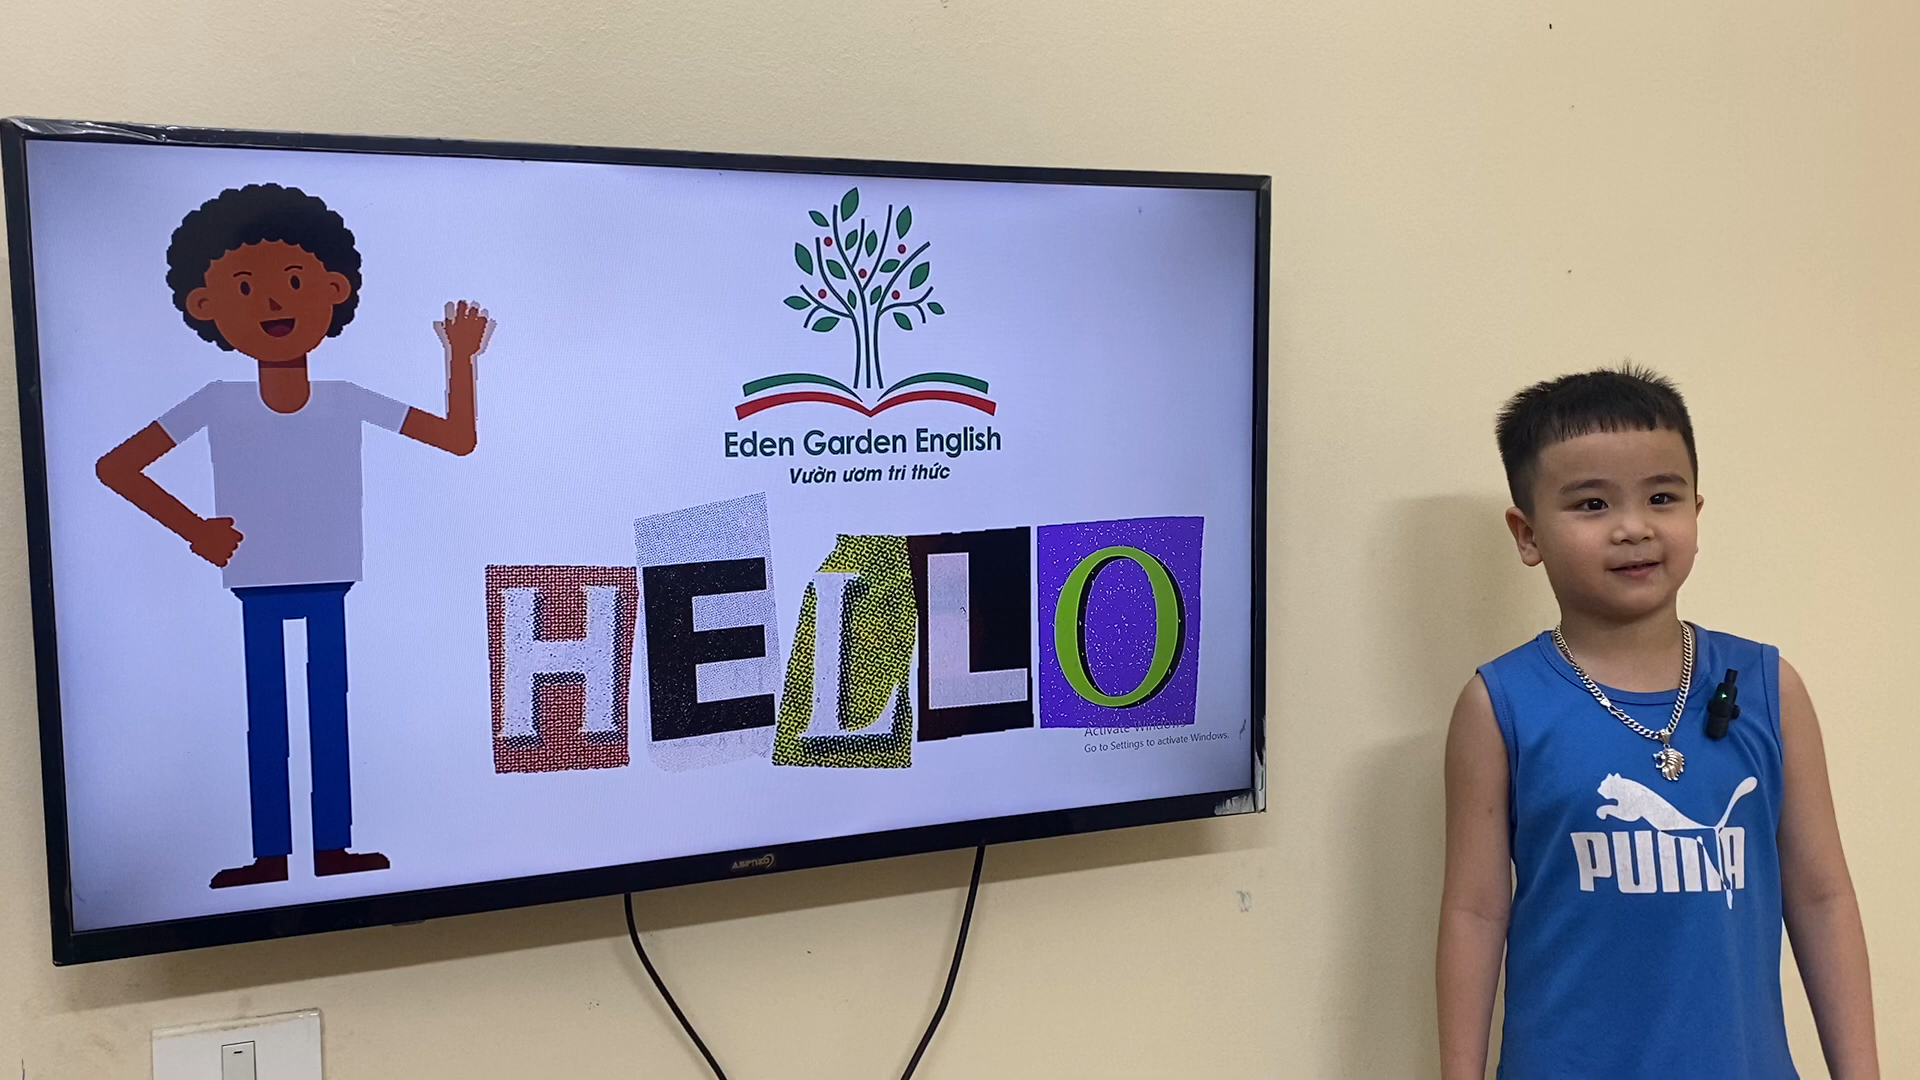 Eden Garden English
Vườn ươm tri thức
HELLO
Activate Windows
Go to Settings to activate Windows.
PUMA